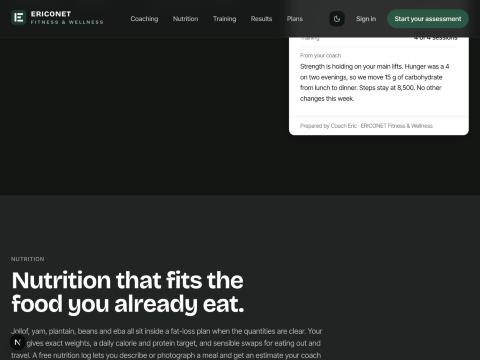 ERICONET
FITNESS & WELLNESS
Coaching
Nutrition
Training
Results
Plans
Sign in
Start your assessment
Training
4 of 4 sessions
From your coach
Strength is holding on your main lifts. Hunger was a 4
on two evenings, so we move 15 g of carbohydrate
from lunch to dinner. Steps stay at 8,500. No other
changes this week.
Prepared by Coach Eric · ERICONET Fitness & Wellness
NUTRITION
Nutrition that fits the
food you already eat.
Jollof, yam, plantain, beans and eba all sit inside a fat-loss plan when the quantities are clear. Your
gives exact weights, a daily calorie and protein target, and sensible swaps for eating out and
travel. A free nutrition log lets you describe or photograph a meal and get an estimate your coach
N